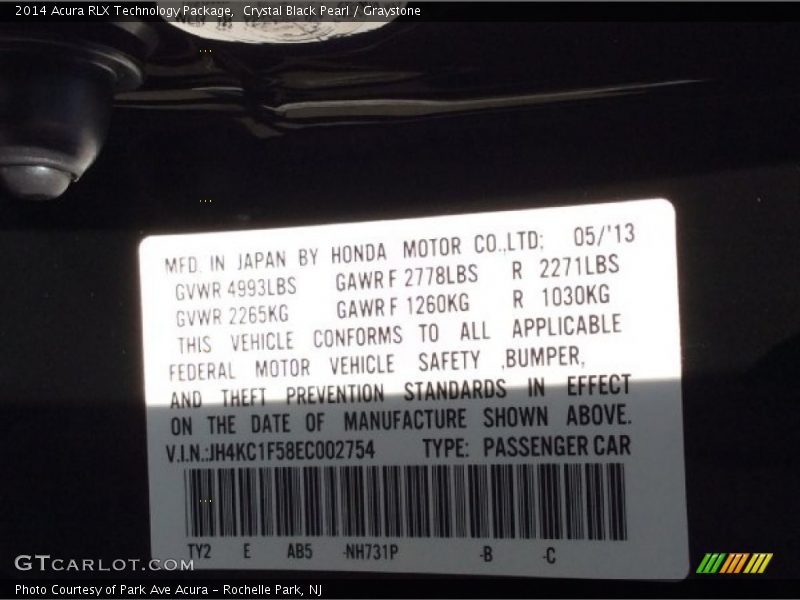 2014 Acura RLX Technology Package,  Crystal Black Pearl / Graystone
MFD. IN JAPAN BY HONDA MOTOR CO.,LTD; 05/'13
GVWR 4993LBS GAWR F 2778LBS R 2271LBS
GVWR 2265KG GAWR F 1260KG R 1030KG
THIS VEHICLE CONFORMS TO ALL APPLICABLE
FEDERAL MOTOR VEHICLE SAFETY ,BUMPER,
AND THEFT PREVENTION STANDARDS IN EFFECT
ON THE DATE OF MANUFACTURE SHOWN ABOVE.
V.I.N.:JH4KC1F58EC002754 TYPE: PASSENGER CAR
TY2 E AB5 -NH731P -B -C
GTCARLOT.COM
Photo Courtesy of Park Ave Acura - Rochelle Park, NJ